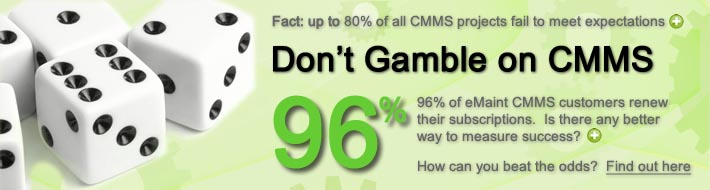 Fact: up to 80% of all CMMS projects fail to meet expectations
Don't Gamble on CMMS
96%
96% of eMaint CMMS customers renew
their subscriptions. Is there any better
way to measure success?
How can you beat the odds? Find out here